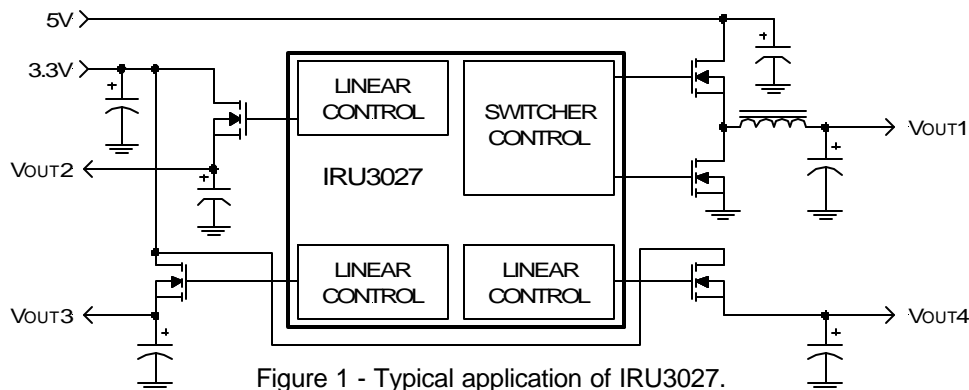 5V
3.3V
VOUT2
VOUT3
LINEAR
CONTROL
SWITCHER
CONTROL
IRU3027
LINEAR
CONTROL
LINEAR
CONTROL
VOUT1
VOUT4
+
+
+
+
+
+
+
Figure 1 - Typical application of IRU3027.